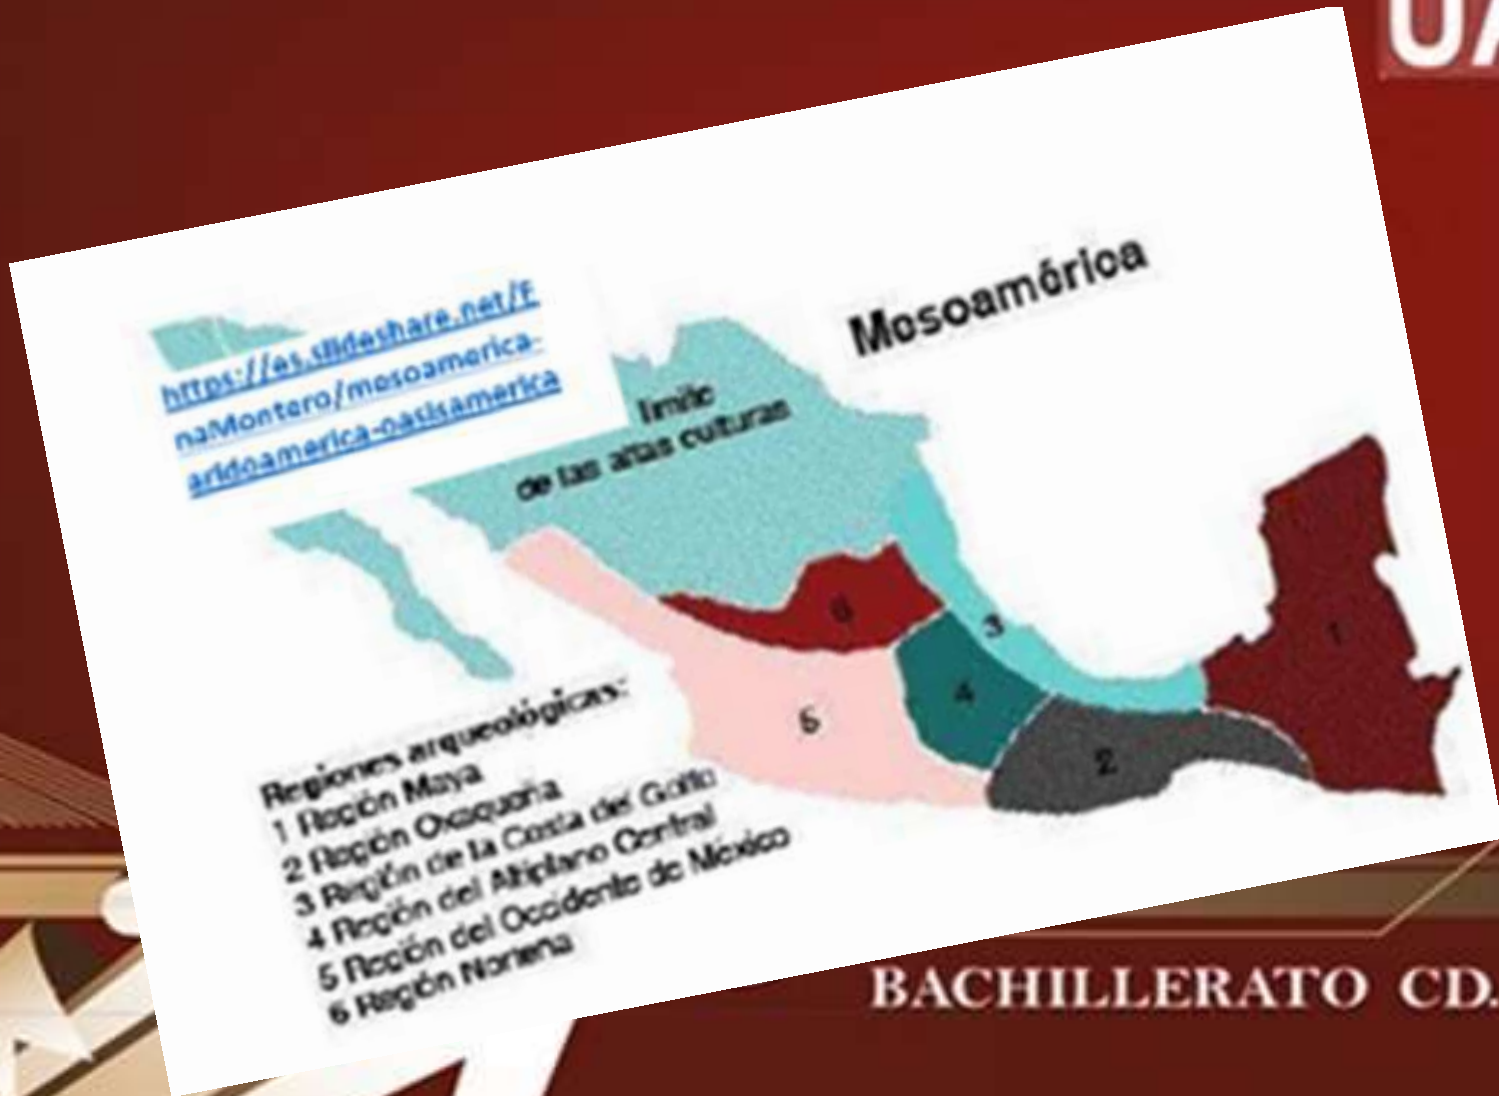 Mesoamérica
https://es.slideshare.net/E
naMontero/mesoamerica-
aridoamerica-oasisamerica
límite
de las altas culturas
6
3
1
4
5
2
Regiones arqueológicas:
1 Región Maya
2 Región Oxaqueña
3 Región de la Costa del Golfo
4 Región del Altiplano Central
5 Región del Occidente de México
6 Región Norteña
BACHILLERATO CD.